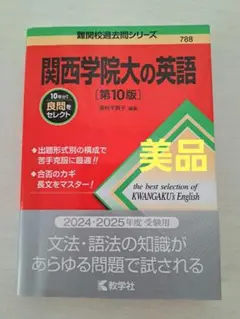 難関校過去問シリーズ
788
関西学院大の英語
[第10版]
編著
10年分で
良問を
セレクト
出題形式別の構成で
苦手克服に最適!!
合否のカギ
長文をマスター!
美品
the best selection of
KWANGAKU's English
2024・2025年度 受験用
文法・語法の知識が
あらゆる問題で試される
教学社